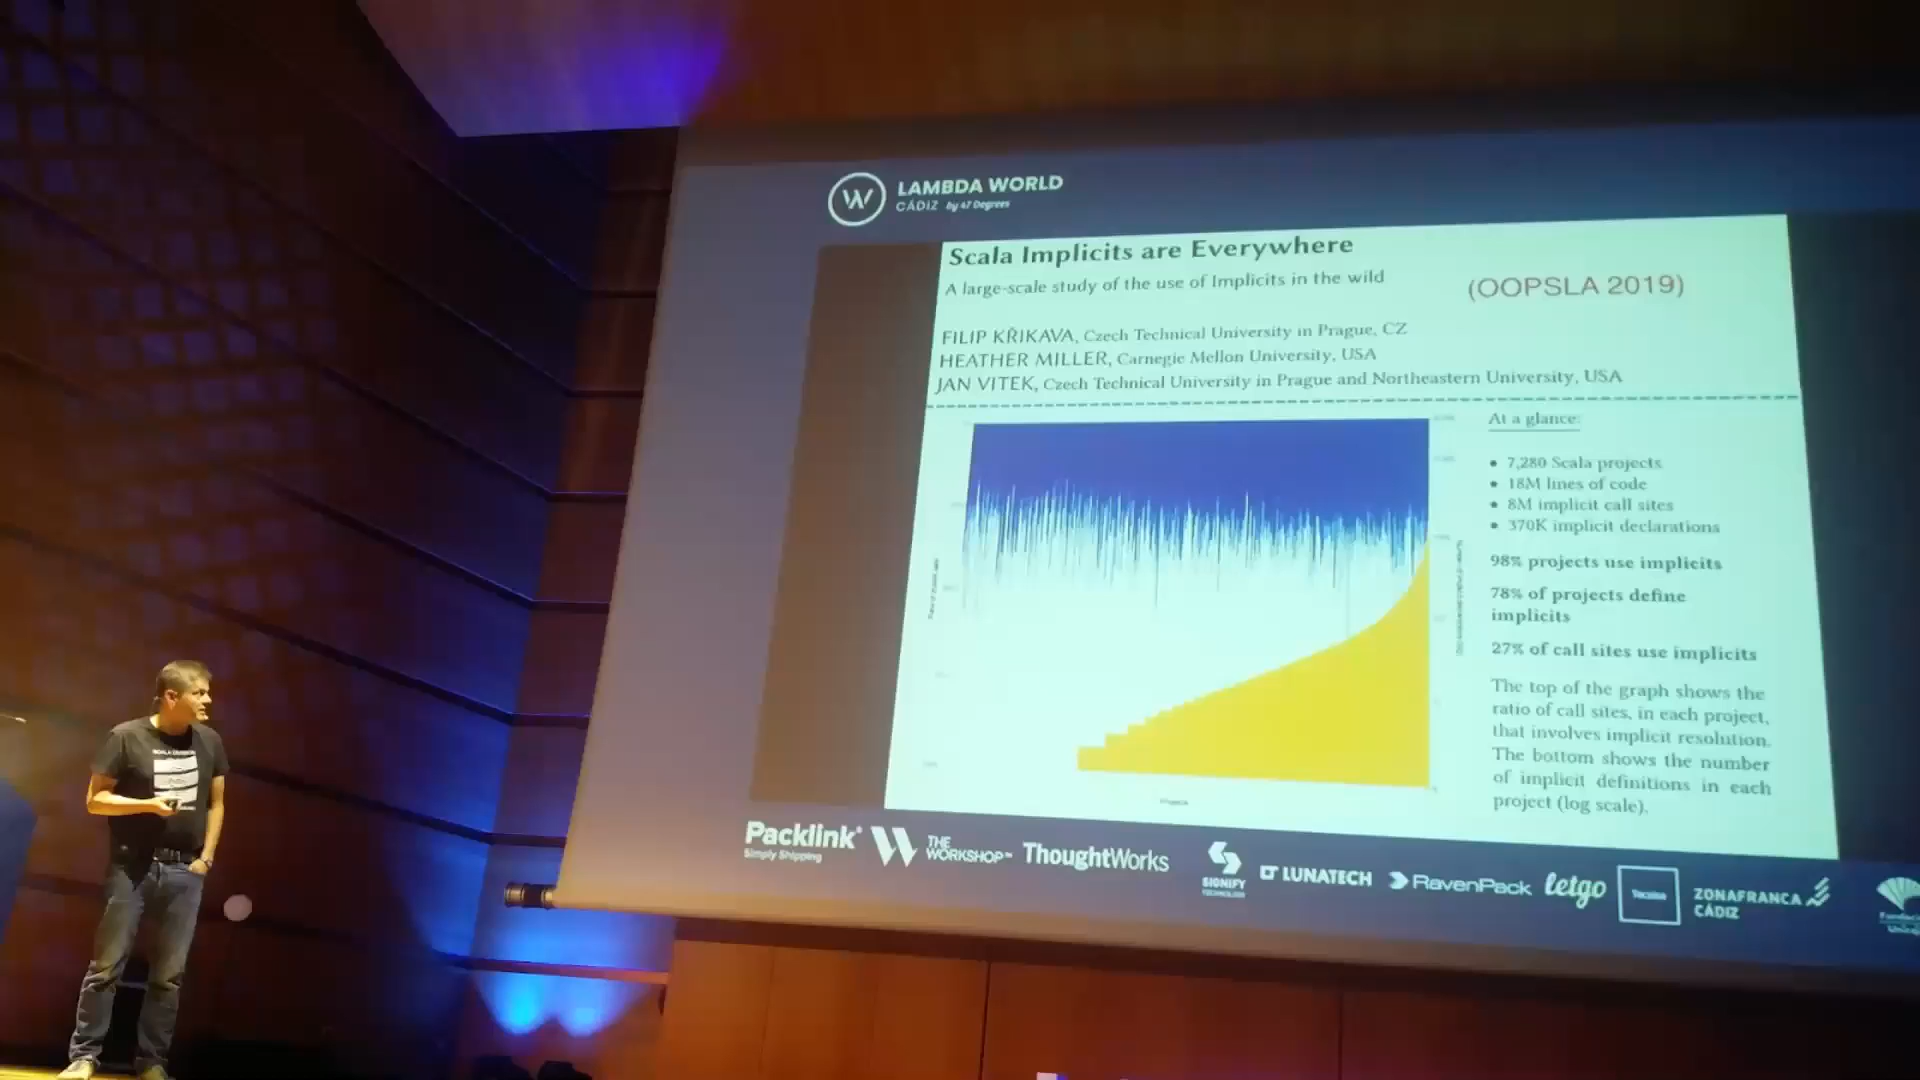 LAMBDA WORLD
CÁDIZ by 47 Degrees
Scala Implicits are Everywhere
A large-scale study of the use of Implicits in the wild
(OOPSLA 2019)
FILIP KŘIKAVA, Czech Technical University in Prague, CZ
HEATHER MILLER, Carnegie Mellon University, USA
JAN VITEK, Czech Technical University in Prague and Northeastern University, USA
At a glance:
• 7,280 Scala projects
• 18M lines of code
• 8M implicit call sites
• 370K implicit declarations
98% projects use implicits
78% of projects define
implicits
27% of call sites use implicits
The top of the graph shows the
ratio of call sites, in each project,
that involves implicit resolution.
The bottom shows the number
of implicit definitions in each
project (log scale).
Packlink
Simply Shipping
THE
WORKSHOP
ThoughtWorks
SIGNIFY
TECHNOLOGY
LUNATECH
RavenPack
letgo
ZONAFRANCA
CÁDIZ